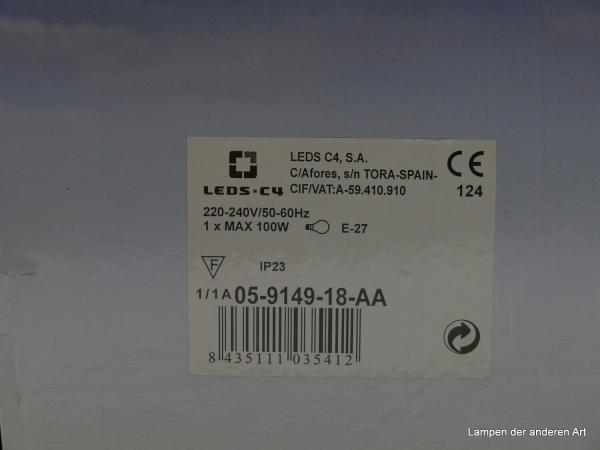 LEDS·C4
LEDS C4, S.A.
C/Afores, s/n TORA-SPAIN-
CIF/VAT:A-59.410.910
CE
124
220-240V/50-60Hz
1 x MAX 100W E-27
F
IP23
1/1A 05-9149-18-AA
8 435111 035412
Lampen der anderen Art